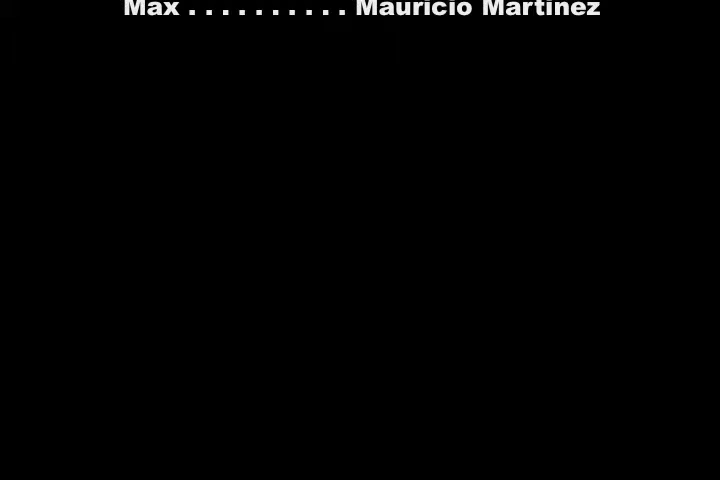 Max . . . . . . . . . . Mauricio Martinez